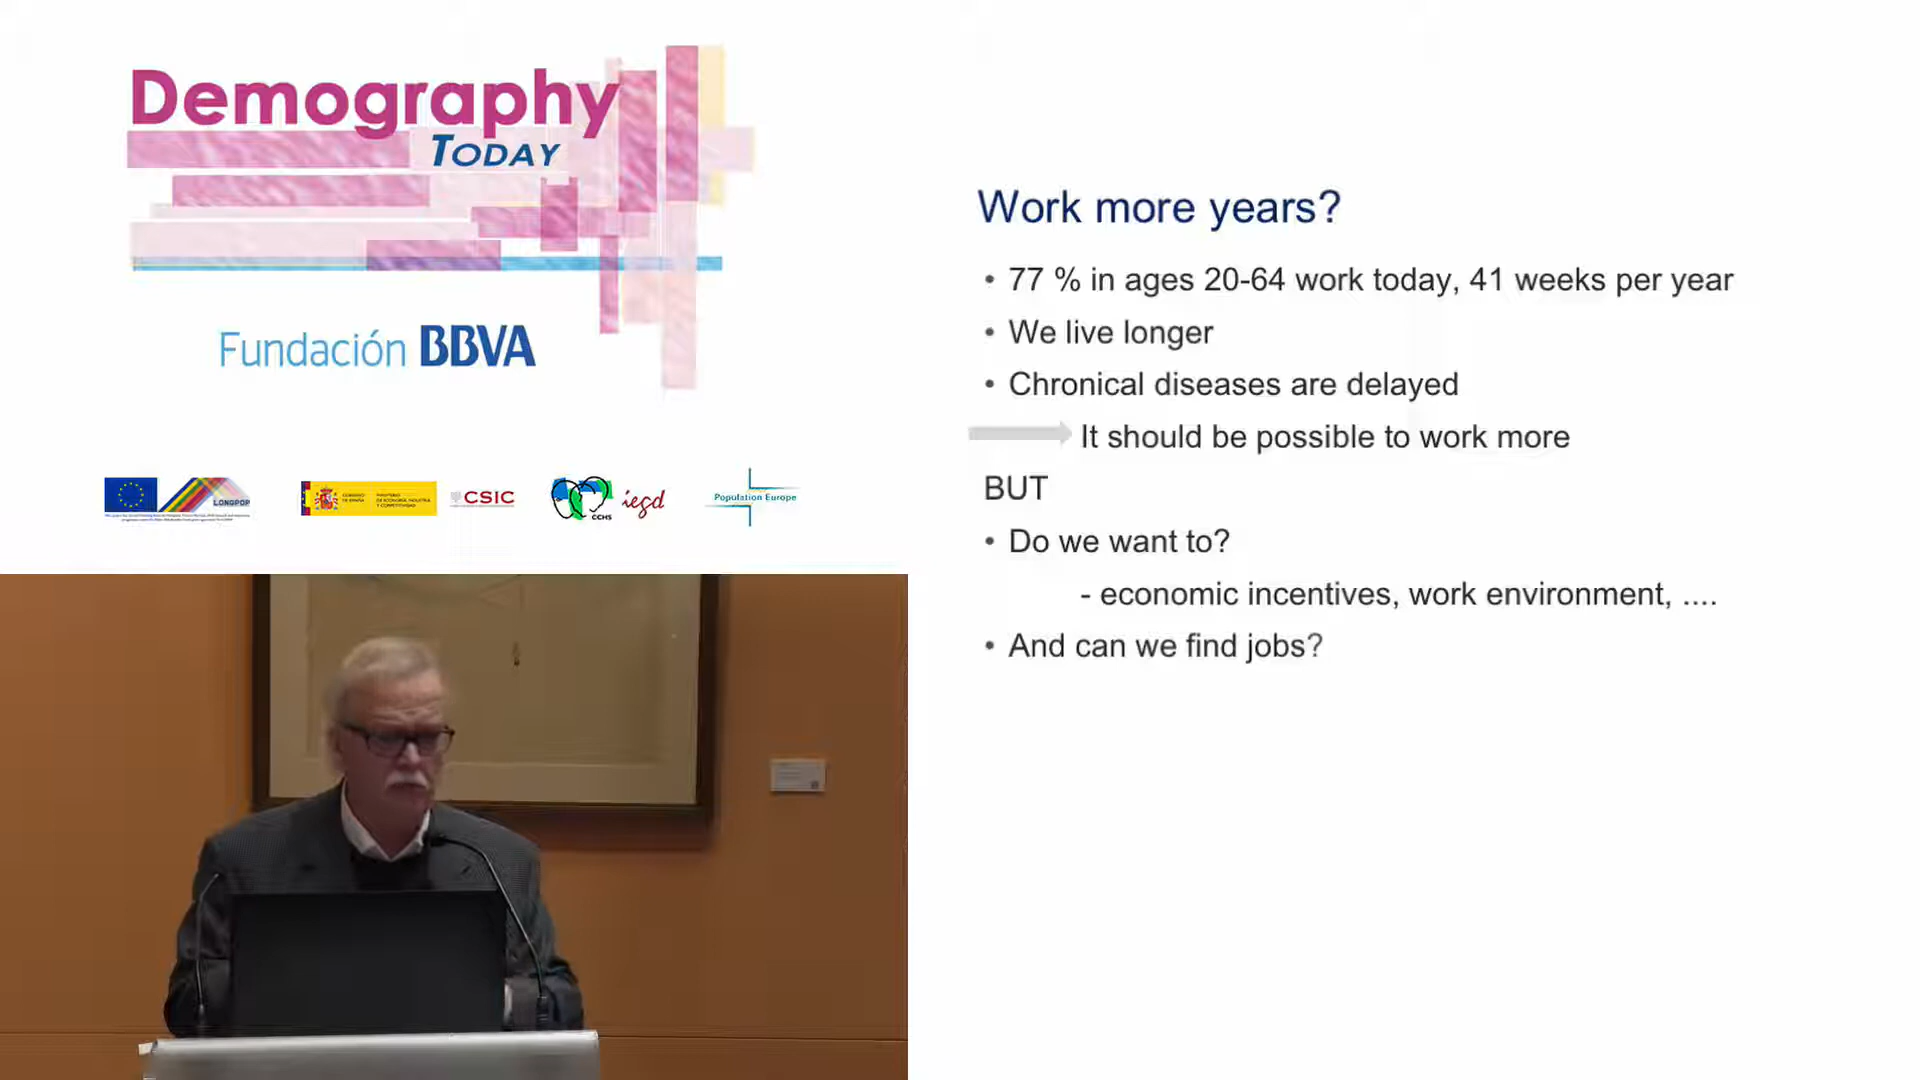 Demography
TODAY
Fundación BBVA
LONGPOP
CSIC
CCHS
iegd
Population Europe
Work more years?
• 77 % in ages 20-64 work today, 41 weeks per year
• We live longer
• Chronical diseases are delayed
It should be possible to work more
BUT
• Do we want to?
- economic incentives, work environment, ....
• And can we find jobs?